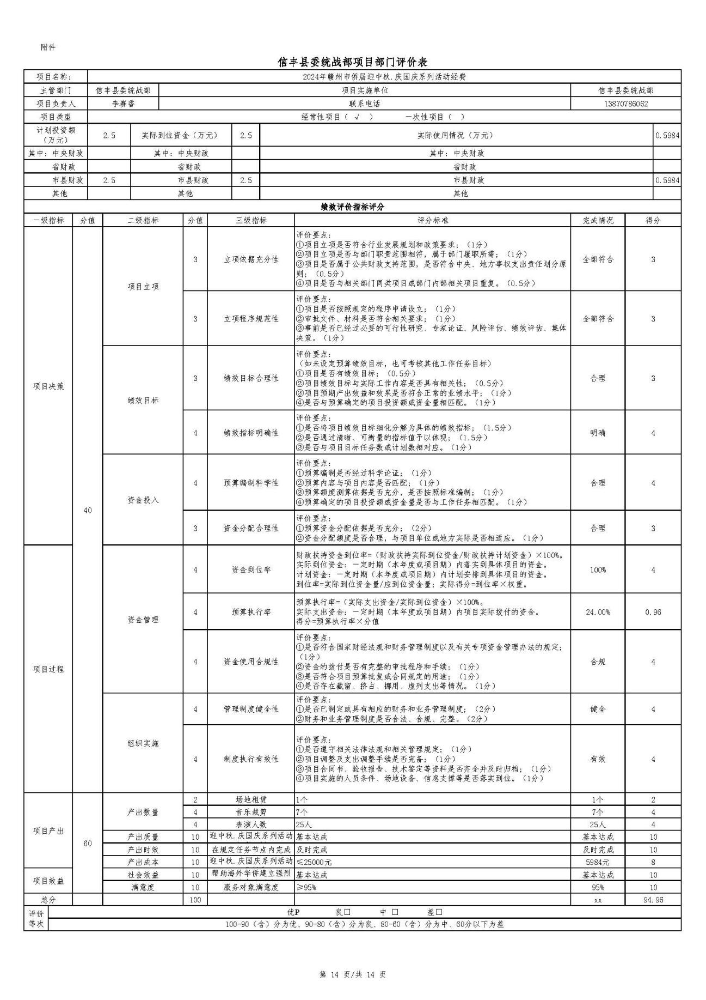 附件
信丰县委统战部项目部门评价表
项目名称： 2024年赣州市侨届迎中秋.庆国庆系列活动经费
主管部门 信丰县委统战部 项目实施单位 信丰县委统战部
项目负责人 李赛香 联系电话 13870786062
项目类型 经常性项目（ √ ） 一次性项目（ ）
计划投资额（万元） 2.5 实际到位资金（万元） 2.5 实际使用情况（万元） 0.5984
其中：中央财政 其中：中央财政 其中：中央财政
省财政 省财政 省财政
市县财政 2.5 市县财政 2.5 市县财政 0.5984
其他 其他 其他
绩效评价指标评分
一级指标 分值 二级指标 分值 三级指标 评分标准 完成情况 得分
项目决策 40 项目立项 3 立项依据充分性
评价要点：
①项目立项是否符合行业发展规划和政策要求；（1分）
②项目立项是否与部门职责范围相符，属于部门履职所需；（1分）
③项目是否属于公共财政支持范围，是否符合中央、地方事权支出责任划分原
则；（0.5分）
④项目是否与相关部门同类项目或部门内部相关项目重复。（0.5分）
全部符合 3
3 立项程序规范性
评价要点：
①项目是否按照规定的程序申请设立；（1分）
②审批文件、材料是否符合相关要求；（1分）
③事前是否已经过必要的可行性研究、专家论证、风险评估、绩效评估、集体
决策。（1分）
全部符合 3
绩效目标 3 绩效目标合理性
评价要点：
（如未设定预算绩效目标，也可考核其他工作任务目标）
①项目是否有绩效目标；（0.5分）
②项目绩效目标与实际工作内容是否具有相关性；（0.5分）
③项目预期产出效益和效果是否符合正常的业绩水平；（1分）
④是否与预算确定的项目投资额或资金量相匹配。（1分）
合理 3
4 绩效指标明确性
评价要点：
①是否将项目绩效目标细化分解为具体的绩效指标；（1.5分）
②是否通过清晰、可衡量的指标值予以体现；（1.5分）
③是否与项目目标任务数或计划数相对应。（1分）
明确 4
资金投入 4 预算编制科学性
评价要点：
①预算编制是否经过科学论证；（1分）
②预算内容与项目内容是否匹配；（1分）
③预算额度测算依据是否充分，是否按照标准编制；（1分）
④预算确定的项目投资额或资金量是否与工作任务相匹配。（1分）
合理 4
3 资金分配合理性
评价要点：
①预算资金分配依据是否充分；（2分）
②资金分配额度是否合理，与项目单位或地方实际是否相适应。（1分）
合理 3
项目过程 资金管理 4 资金到位率
财政扶持资金到位率=（财政扶持实际到位资金/财政扶持计划资金）×100%。
实际到位资金：一定时期（本年度或项目期）内落实到具体项目的资金。
计划资金：一定时期（本年度或项目期）内计划安排到具体项目的资金。
到位率=实际到位资金量/应到位资金量；实际得分=到位率×权重。
100% 4
4 预算执行率
预算执行率=（实际支出资金/实际到位资金）×100%。
实际支出资金：一定时期（本年度或项目期）内项目实际拨付的资金。
得分=预算执行率×分值
24.00% 0.96
4 资金使用合规性
评价要点：
①是否符合国家财经法规和财务管理制度以及有关专项资金管理办法的规定；
（1分）
②资金的拨付是否有完整的审批程序和手续；（1分）
③是否符合项目预算批复或合同规定的用途；（1分）
④是否存在截留、挤占、挪用、虚列支出等情况。（1分）
合规 4
组织实施 4 管理制度健全性
评价要点：
①是否已制定或具有相应的财务和业务管理制度；（2分）
②财务和业务管理制度是否合法、合规、完整。（2分）
健全 4
4 制度执行有效性
评价要点：
①是否遵守相关法律法规和相关管理规定；（1分）
②项目调整及支出调整手续是否完备；（1分）
③项目合同书、验收报告、技术鉴定等资料是否齐全并及时归档；（1分）
④项目实施的人员条件、场地设备、信息支撑等是否落实到位。（1分）
有效 4
项目产出 60 产出数量 2 场地租赁 1个 1个 2
4 音乐裁剪 7个 7个 4
4 表演人数 25人 25人 4
产出质量 10 迎中秋.庆国庆系列活动 基本达成 基本达成 10
产出时效 10 在规定任务节点内完成 及时完成 及时完成 10
产出成本 10 迎中秋.庆国庆系列活动 ≤25000元 5984元 8
项目效益 社会效益 10 帮助海外华侨建立强烈 基本达成 基本达成 10
满意度 10 服务对象满意度 ≥95% 95% 10
总分 100 xx 94.96
评价等次 优P 良□ 中 □ 差□
100-90（含）分为优、90-80（含）分为良、80-60（含）分为中、60分以下为差
第 14 页/共 14 页